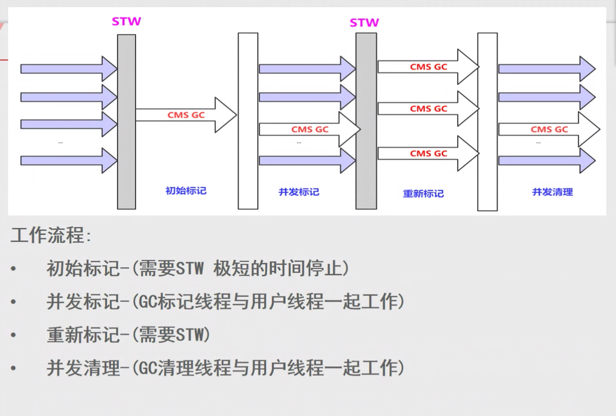 STW
STW
CMS GC
CMS GC
CMS GC
CMS GC
CMS GC
CMS GC
...
...
...
初始标记
并发标记
重新标记
并发清理
工作流程:
• 初始标记-(需要STW 极短的时间停止)
• 并发标记-(GC标记线程与用户线程一起工作)
• 重新标记-(需要STW)
• 并发清理-(GC清理线程与用户线程一起工作)